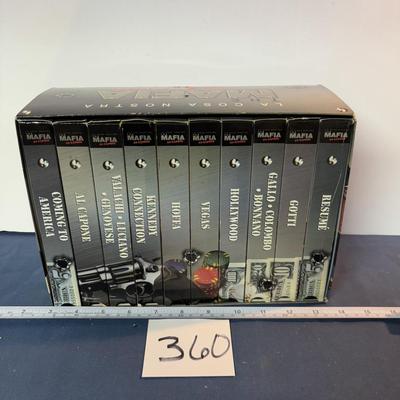 LA COSA NOSTRA
MAFIA
MAFIA
MAFIA
MAFIA
MAFIA
MAFIA
MAFIA
MAFIA
MAFIA
MAFIA
COMING TO
AMERICA
AL CAPONE
VALACHI • LUCIANO
• GENOVESE
KENNEDY
CONNECTION
HOFFA
VEGAS
HOLLYWOOD
GALLO • COLOMBO
• BONNANO
GOTTI
RESUMÉ
360